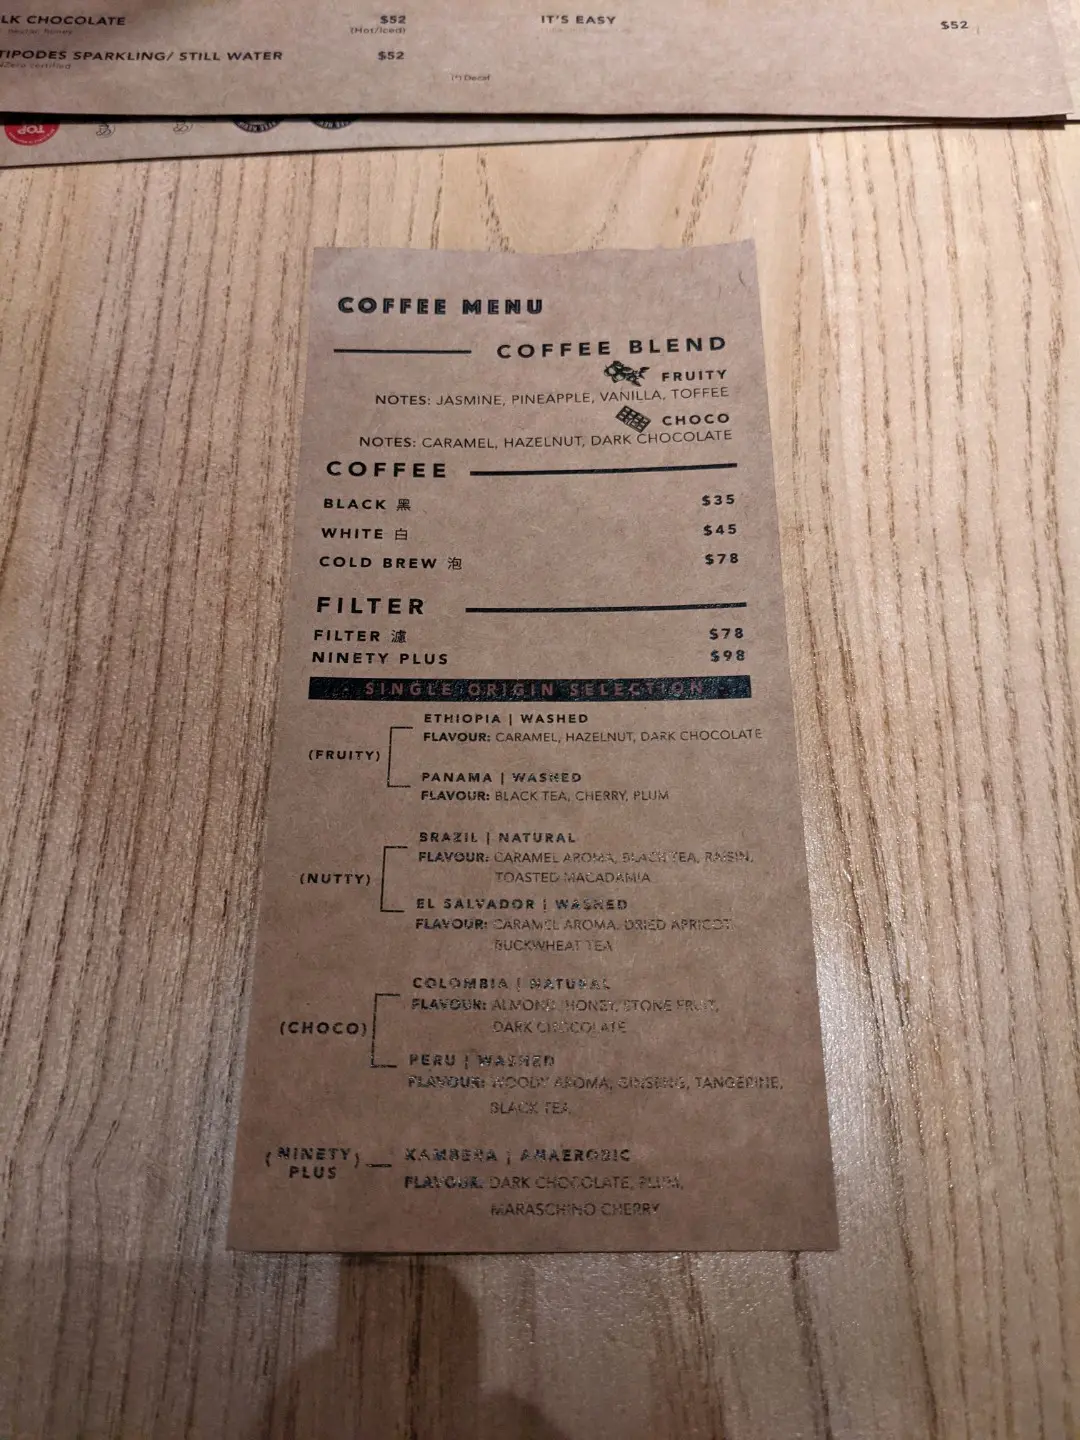 LK CHOCOLATE $52
(Hot/Iced)
TIPODES SPARKLING/ STILL WATER $52
IT'S EASY $52
(*) Decaf
TOP
COFFEE MENU
COFFEE BLEND
FRUITY
NOTES: JASMINE, PINEAPPLE, VANILLA, TOFFEE
CHOCO
NOTES: CARAMEL, HAZELNUT, DARK CHOCOLATE
COFFEE
BLACK 黑 $35
WHITE 白 $45
COLD BREW 泡 $78
FILTER
FILTER 濾 $78
NINETY PLUS $98
SINGLE ORIGIN SELECTION
(FRUITY)
ETHIOPIA | WASHED
FLAVOUR: CARAMEL, HAZELNUT, DARK CHOCOLATE
PANAMA | WASHED
FLAVOUR: BLACK TEA, CHERRY, PLUM
(NUTTY)
BRAZIL | NATURAL
FLAVOUR: CARAMEL AROMA, BLACK TEA, RAISIN,
TOASTED MACADAMIA
EL SALVADOR | WASHED
FLAVOUR: CARAMEL AROMA, DRIED APRICOT
BUCKWHEAT TEA
(CHOCO)
COLOMBIA | NATURAL
FLAVOUR: ALMOND, HONEY, STONE FRUIT,
DARK CHOCOLATE
PERU | WASHED
FLAVOUR: WOODY AROMA, GINSENG, TANGERINE,
BLACK TEA
(NINETY PLUS)
KAMBERA | ANAEROBIC
FLAVOUR: DARK CHOCOLATE, PLUM,
MARASCHINO CHERRY